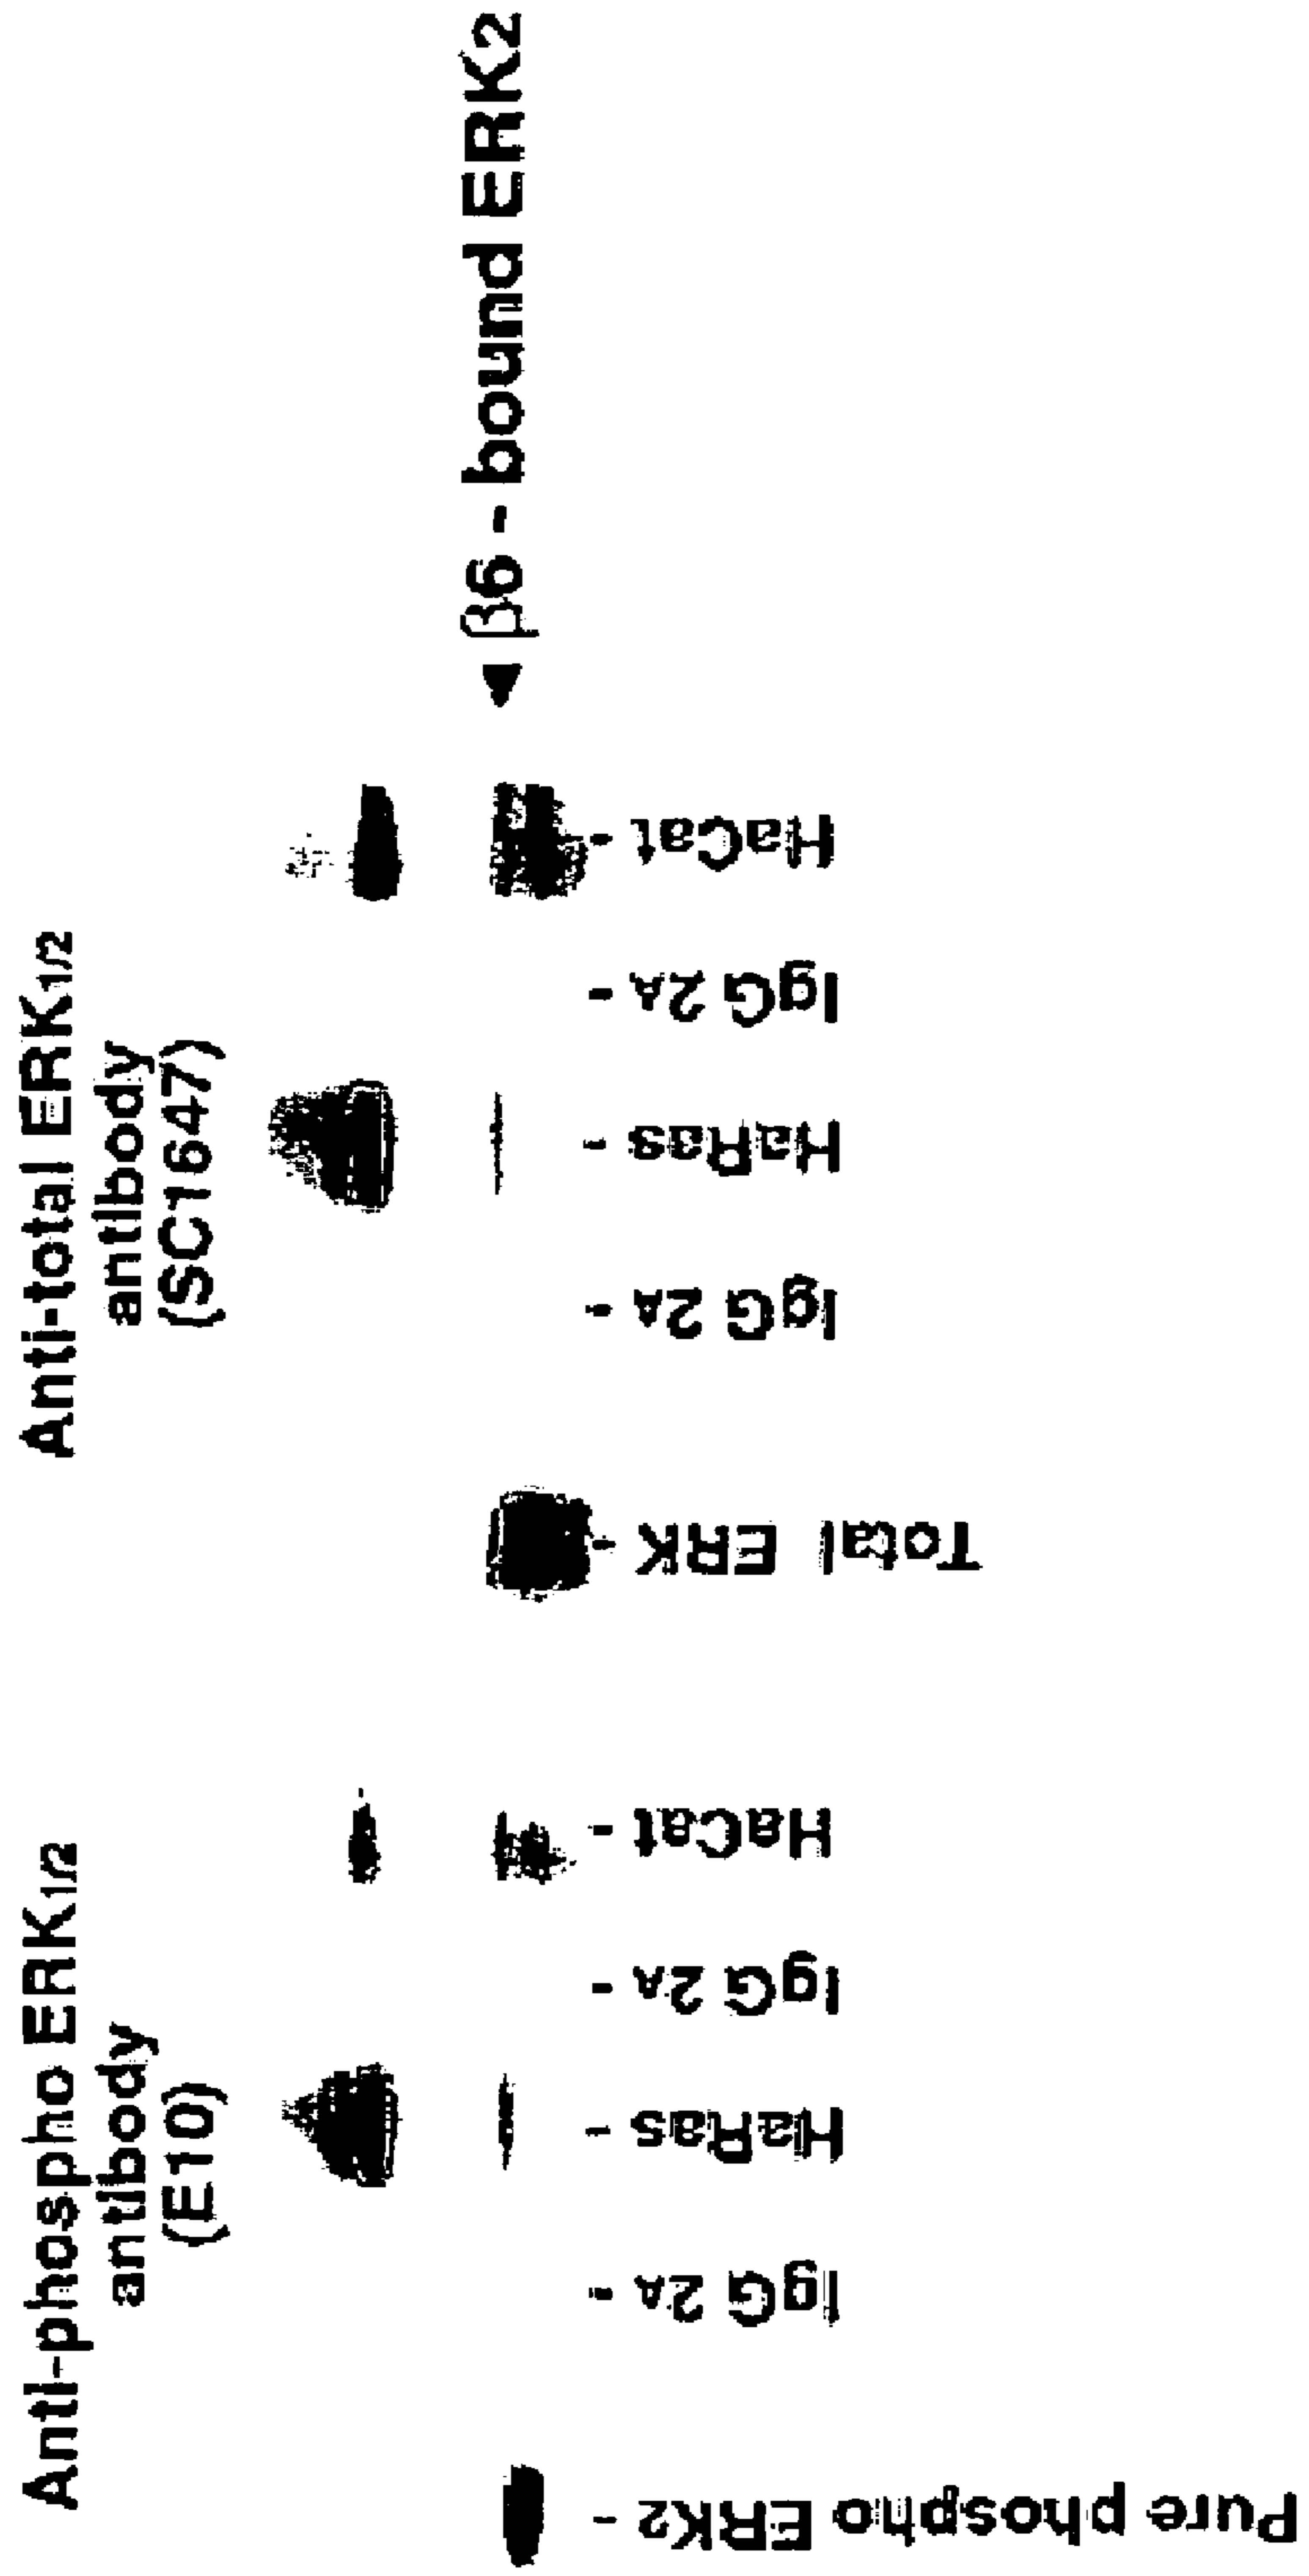 Anti-phospho ERK1/2
antibody
(E10)
Anti-total ERK1/2
antibody
(SC1647)
◄ β6 - bound ERK2
Pure phospho ERK2 -
IgG 2A -
HaRas -
IgG 2A -
HaCat -
Total ERK -
IgG 2A -
HaRas -
IgG 2A -
HaCat -